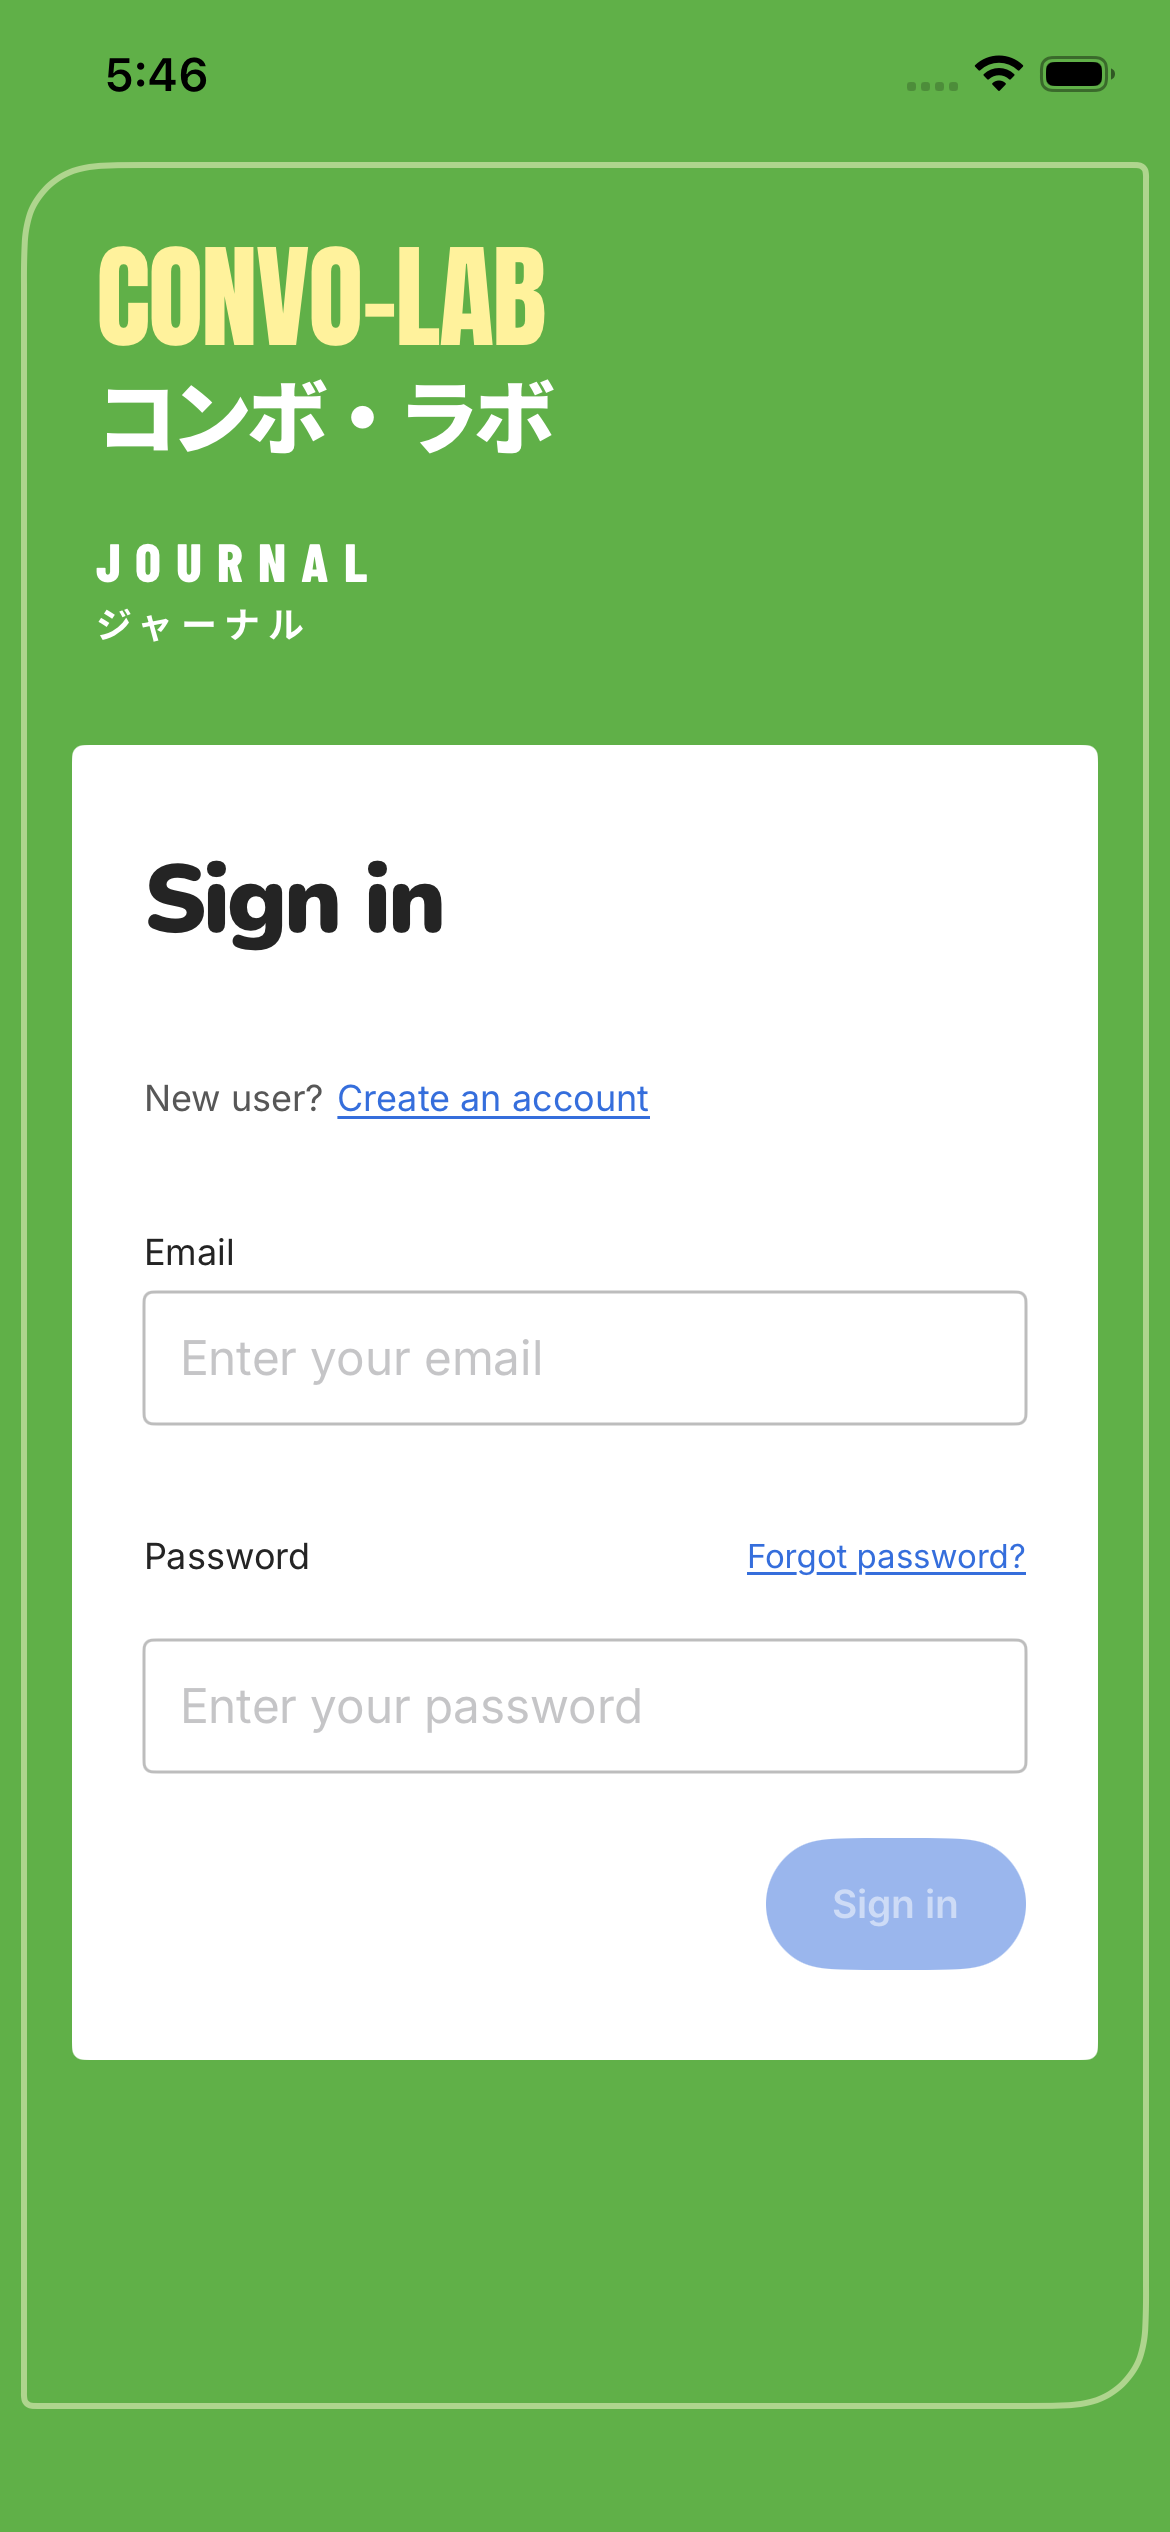 5:46
CONVO-LAB
コンボ・ラボ
JOURNAL
ジャーナル
Sign in
New user? Create an account
Email
Enter your email
Password Forgot password?
Enter your password
Sign in